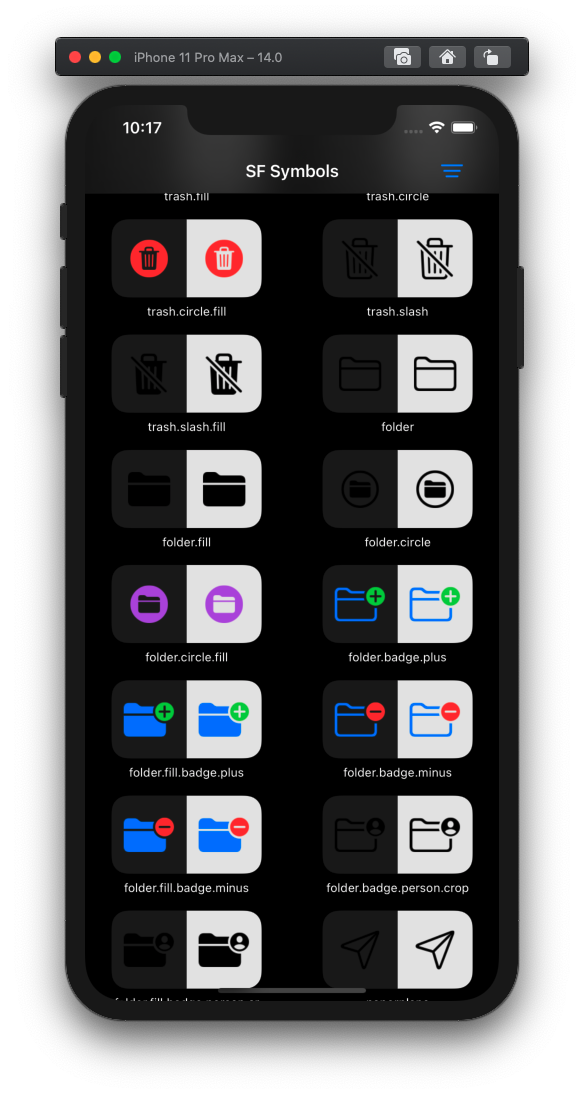 iPhone 11 Pro Max – 14.0
10:17
SF Symbols
trash.fill
trash.circle
trash.circle.fill
trash.slash
trash.slash.fill
folder
folder.fill
folder.circle
folder.circle.fill
folder.badge.plus
folder.fill.badge.plus
folder.badge.minus
folder.fill.badge.minus
folder.badge.person.crop